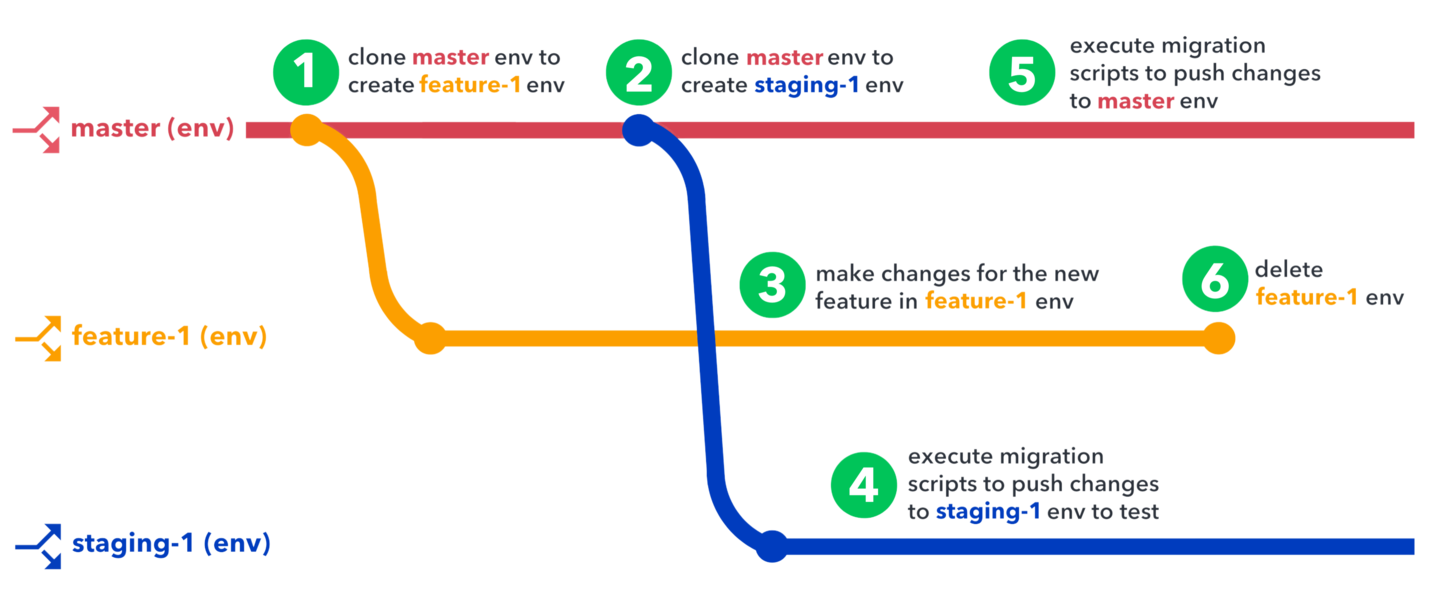 1
clone master env to
create feature-1 env
2
clone master env to
create staging-1 env
5
execute migration
scripts to push changes
to master env
master (env)
3
make changes for the new
feature in feature-1 env
6
delete
feature-1 env
feature-1 (env)
4
execute migration
scripts to push changes
to staging-1 env to test
staging-1 (env)